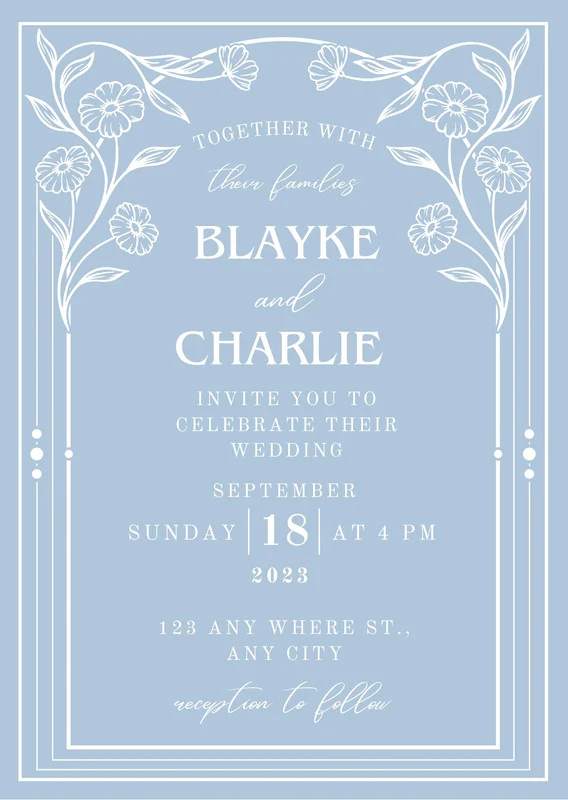 TOGETHER WITH
their families
BLAYKE
and
CHARLIE
INVITE YOU TO
CELEBRATE THEIR
WEDDING
SEPTEMBER
SUNDAY 18 AT 4 PM
2023
123 ANY WHERE ST.,
ANY CITY
reception to follow